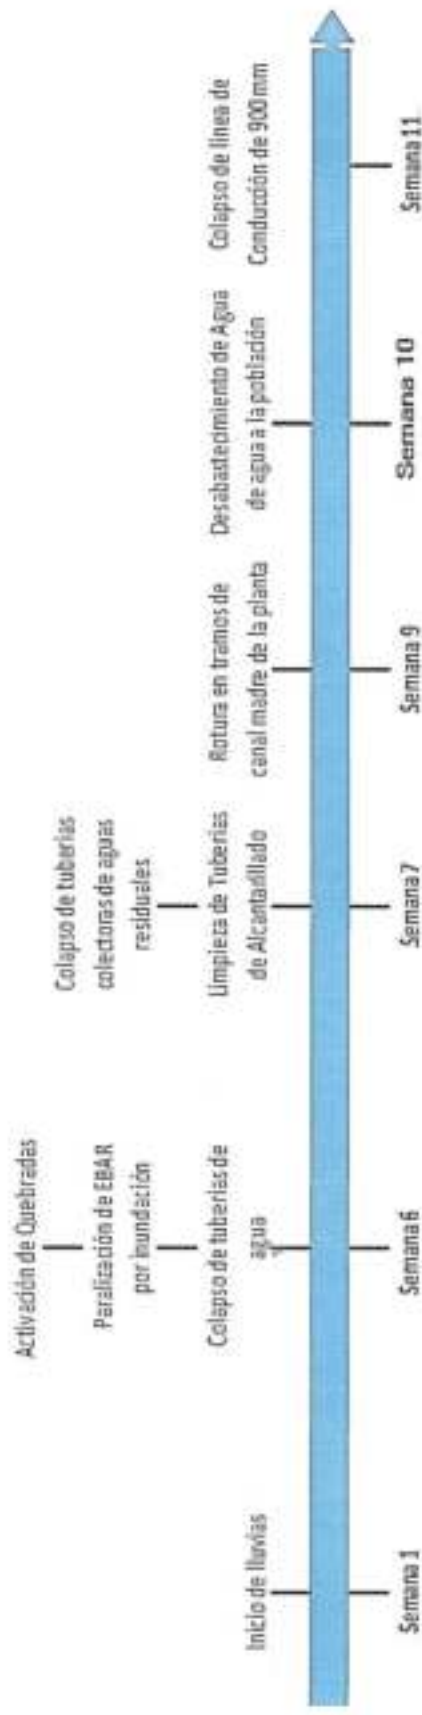 Activación de Quebradas
Paralización de EBAR
por inundación
Colapso de tuberías de
agua
Colapso de tuberías
colectoras de aguas
residuales
Limpieza de Tuberías
de Alcantarillado
Inicio de lluvias
Rotura en tramos de
canal madre de la planta
Desabastecimiento de Agua
de agua a la población
Colapso de línea de
Conducción de 900mm
Semana 1
Semana 6
Semana 7
Semana 9
Semana 10
Semana 11